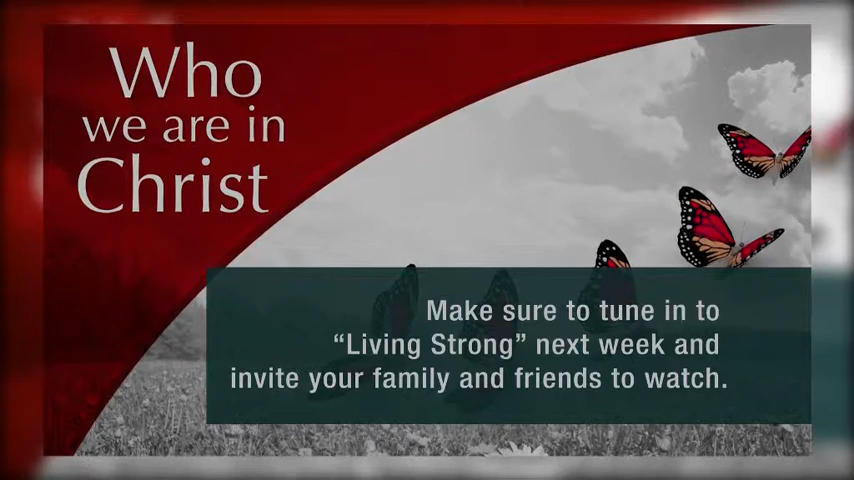 Who
we are in
Christ
Make sure to tune in to
“Living Strong” next week and
invite your family and friends to watch.